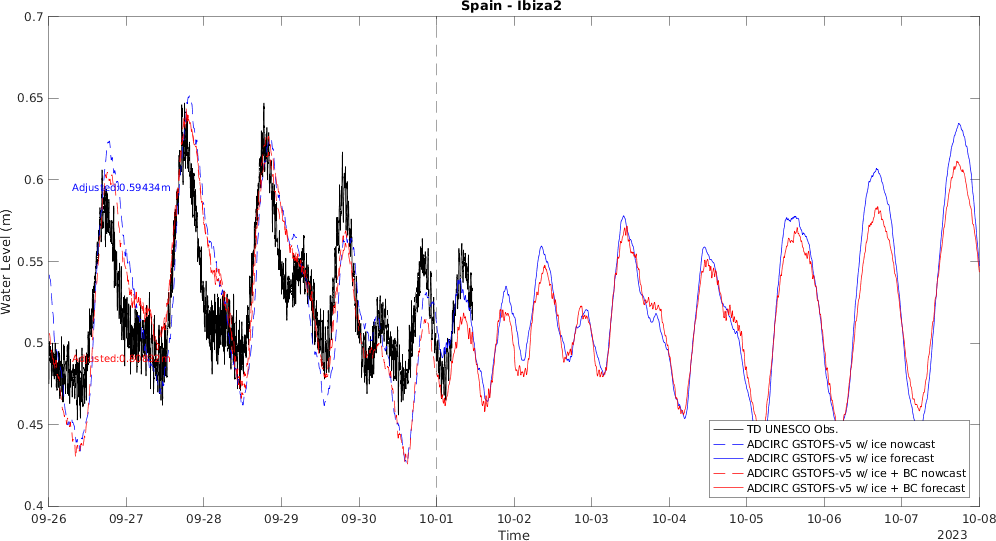 Spain - Ibiza2
0.7
0.65
0.6
0.55
0.5
0.45
0.4
Water Level (m)
Adjusted:0.59434m
TD UNESCO Obs.
ADCIRC GSTOFS-v5 w/ ice nowcast
ADCIRC GSTOFS-v5 w/ ice forecast
ADCIRC GSTOFS-v5 w/ ice + BC nowcast
ADCIRC GSTOFS-v5 w/ ice + BC forecast
09-26 09-27 09-28 09-29 09-30 10-01 10-02 10-03 10-04 10-05 10-06 10-07 10-08
Time
2023